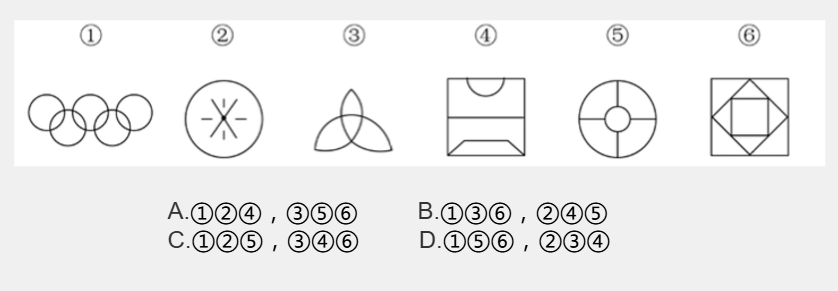 ① ② ③ ④ ⑤ ⑥
A.①②④，③⑤⑥ B.①③⑥，②④⑤
C.①②⑤，③④⑥ D.①⑤⑥，②③④